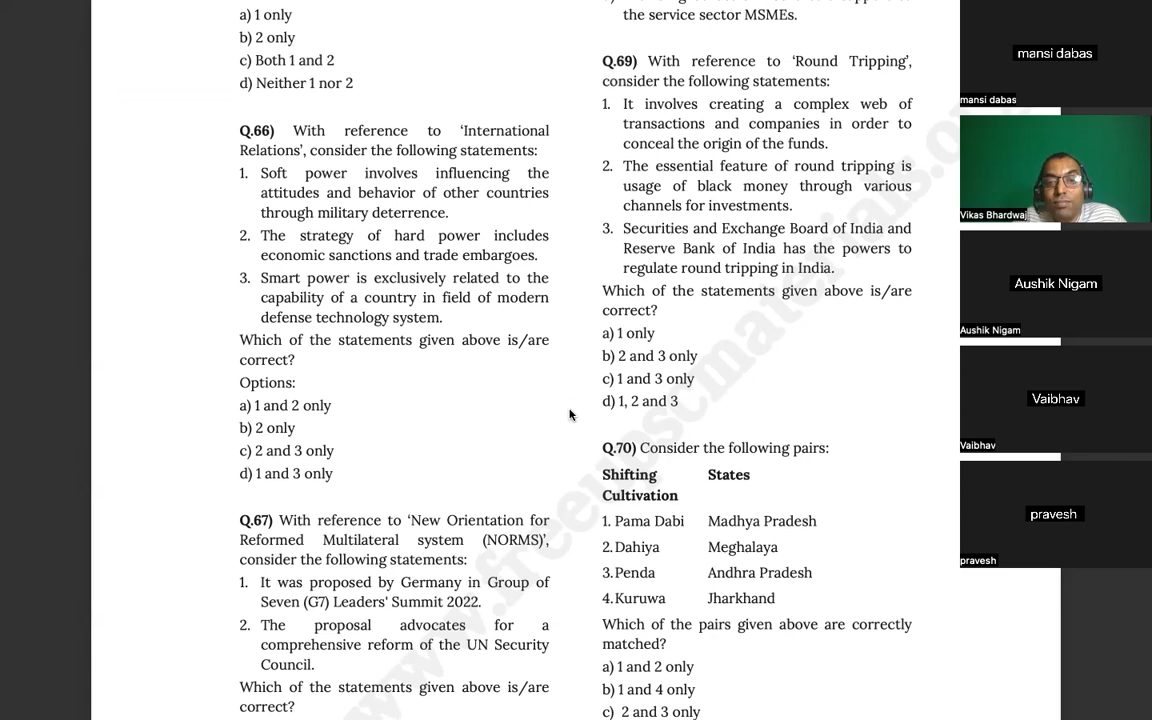 a) 1 only
b) 2 only
c) Both 1 and 2
d) Neither 1 nor 2
Q.66) With reference to ‘International
Relations’, consider the following statements:
1. Soft power involves influencing the
attitudes and behavior of other countries
through military deterrence.
2. The strategy of hard power includes
economic sanctions and trade embargoes.
3. Smart power is exclusively related to the
capability of a country in field of modern
defense technology system.
Which of the statements given above is/are
correct?
Options:
a) 1 and 2 only
b) 2 only
c) 2 and 3 only
d) 1 and 3 only
Q.67) With reference to ‘New Orientation for
Reformed Multilateral system (NORMS)’,
consider the following statements:
1. It was proposed by Germany in Group of
Seven (G7) Leaders' Summit 2022.
2. The proposal advocates for a
comprehensive reform of the UN Security
Council.
Which of the statements given above is/are
correct?
the service sector MSMEs.
Q.69) With reference to ‘Round Tripping’,
consider the following statements:
1. It involves creating a complex web of
transactions and companies in order to
conceal the origin of the funds.
2. The essential feature of round tripping is
usage of black money through various
channels for investments.
3. Securities and Exchange Board of India and
Reserve Bank of India has the powers to
regulate round tripping in India.
Which of the statements given above is/are
correct?
a) 1 only
b) 2 and 3 only
c) 1 and 3 only
d) 1, 2 and 3
Q.70) Consider the following pairs:
Shifting States
Cultivation
1. Pama Dabi Madhya Pradesh
2. Dahiya Meghalaya
3. Penda Andhra Pradesh
4. Kuruwa Jharkhand
Which of the pairs given above are correctly
matched?
a) 1 and 2 only
b) 1 and 4 only
c) 2 and 3 only
www.freeupscmaterials.o
mansi dabas
mansi dabas
Vikas Bhardwaj
Aushik Nigam
Aushik Nigam
Vaibhav
Vaibhav
pravesh
pravesh